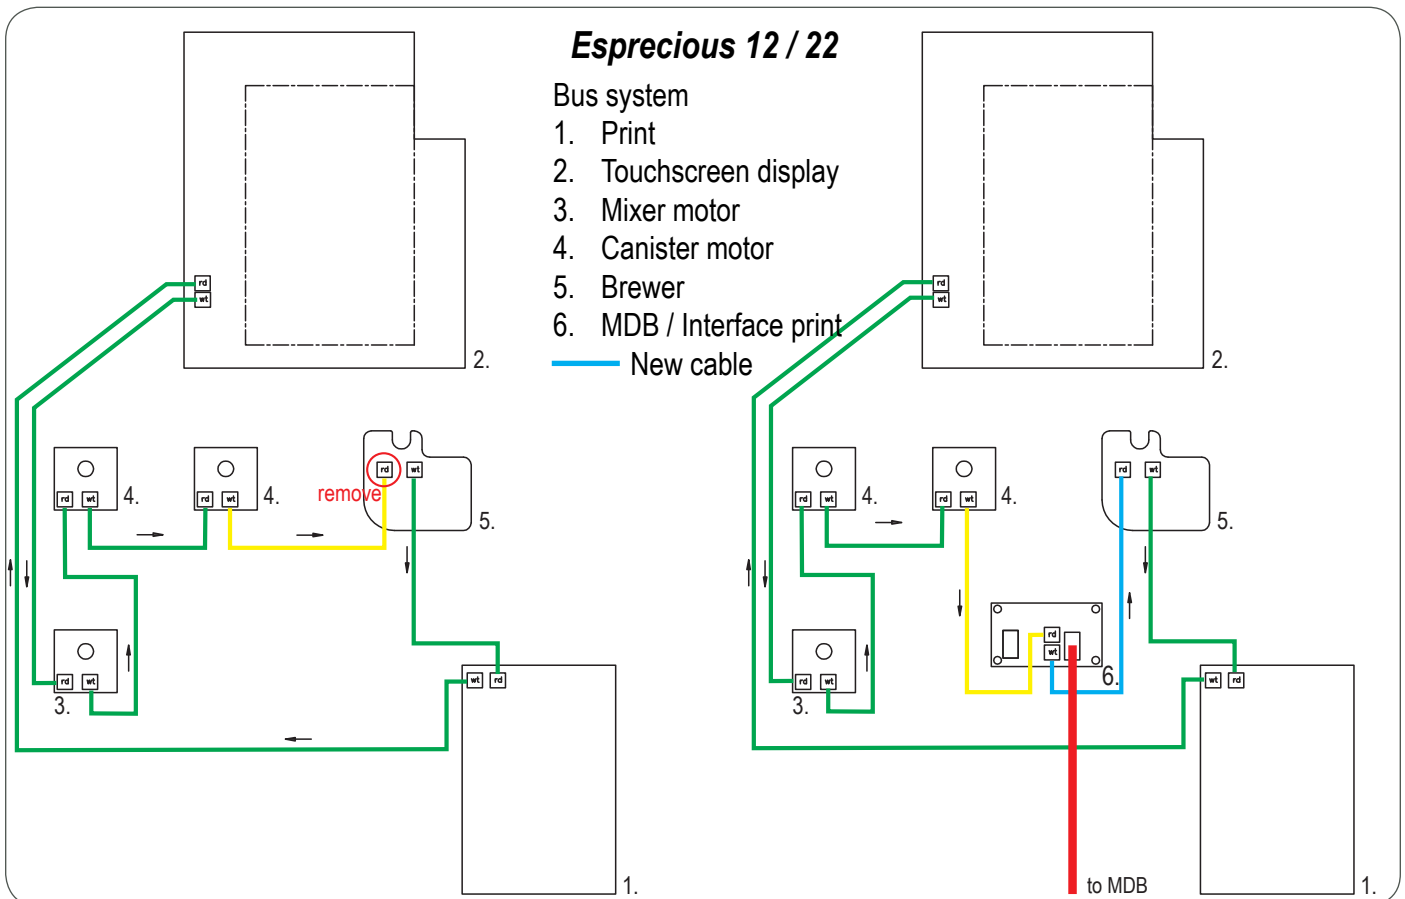 Esprecious 12 / 22
Bus system
1. Print
2. Touchscreen display
3. Mixer motor
4. Canister motor
5. Brewer
6. MDB / Interface print
New cable
rd
wt
2.
rd
wt
4.
rd
wt
4.
remove
rd
wt
5.
rd
wt
3.
wt
rd
1.
rd
wt
2.
rd
wt
4.
rd
wt
4.
rd
wt
5.
rd
wt
6.
rd
wt
3.
wt
rd
to MDB
1.